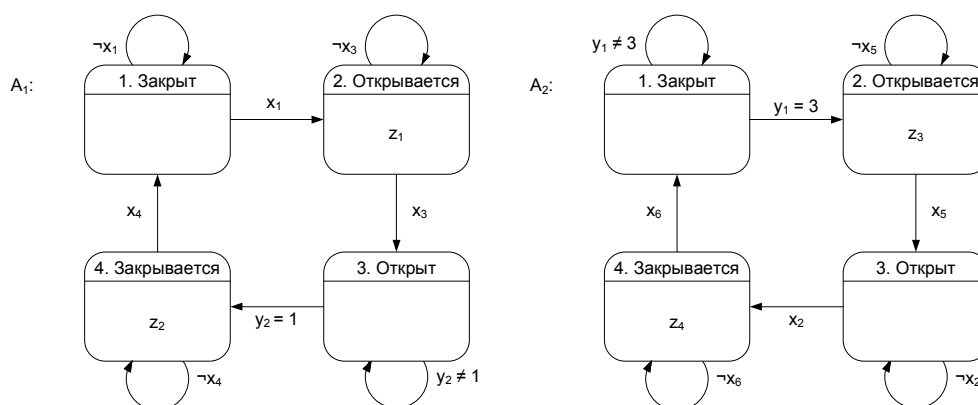 A₁:
¬x₁
1. Закрыт
x₁
¬x₃
2. Открывается
z₁
x₄
x₃
4. Закрывается
z₂
¬x₄
y₂ = 1
3. Открыт
y₂ ≠ 1
A₂:
y₁ ≠ 3
1. Закрыт
y₁ = 3
¬x₅
2. Открывается
z₃
x₆
x₅
4. Закрывается
z₄
¬x₆
x₂
3. Открыт
¬x₂